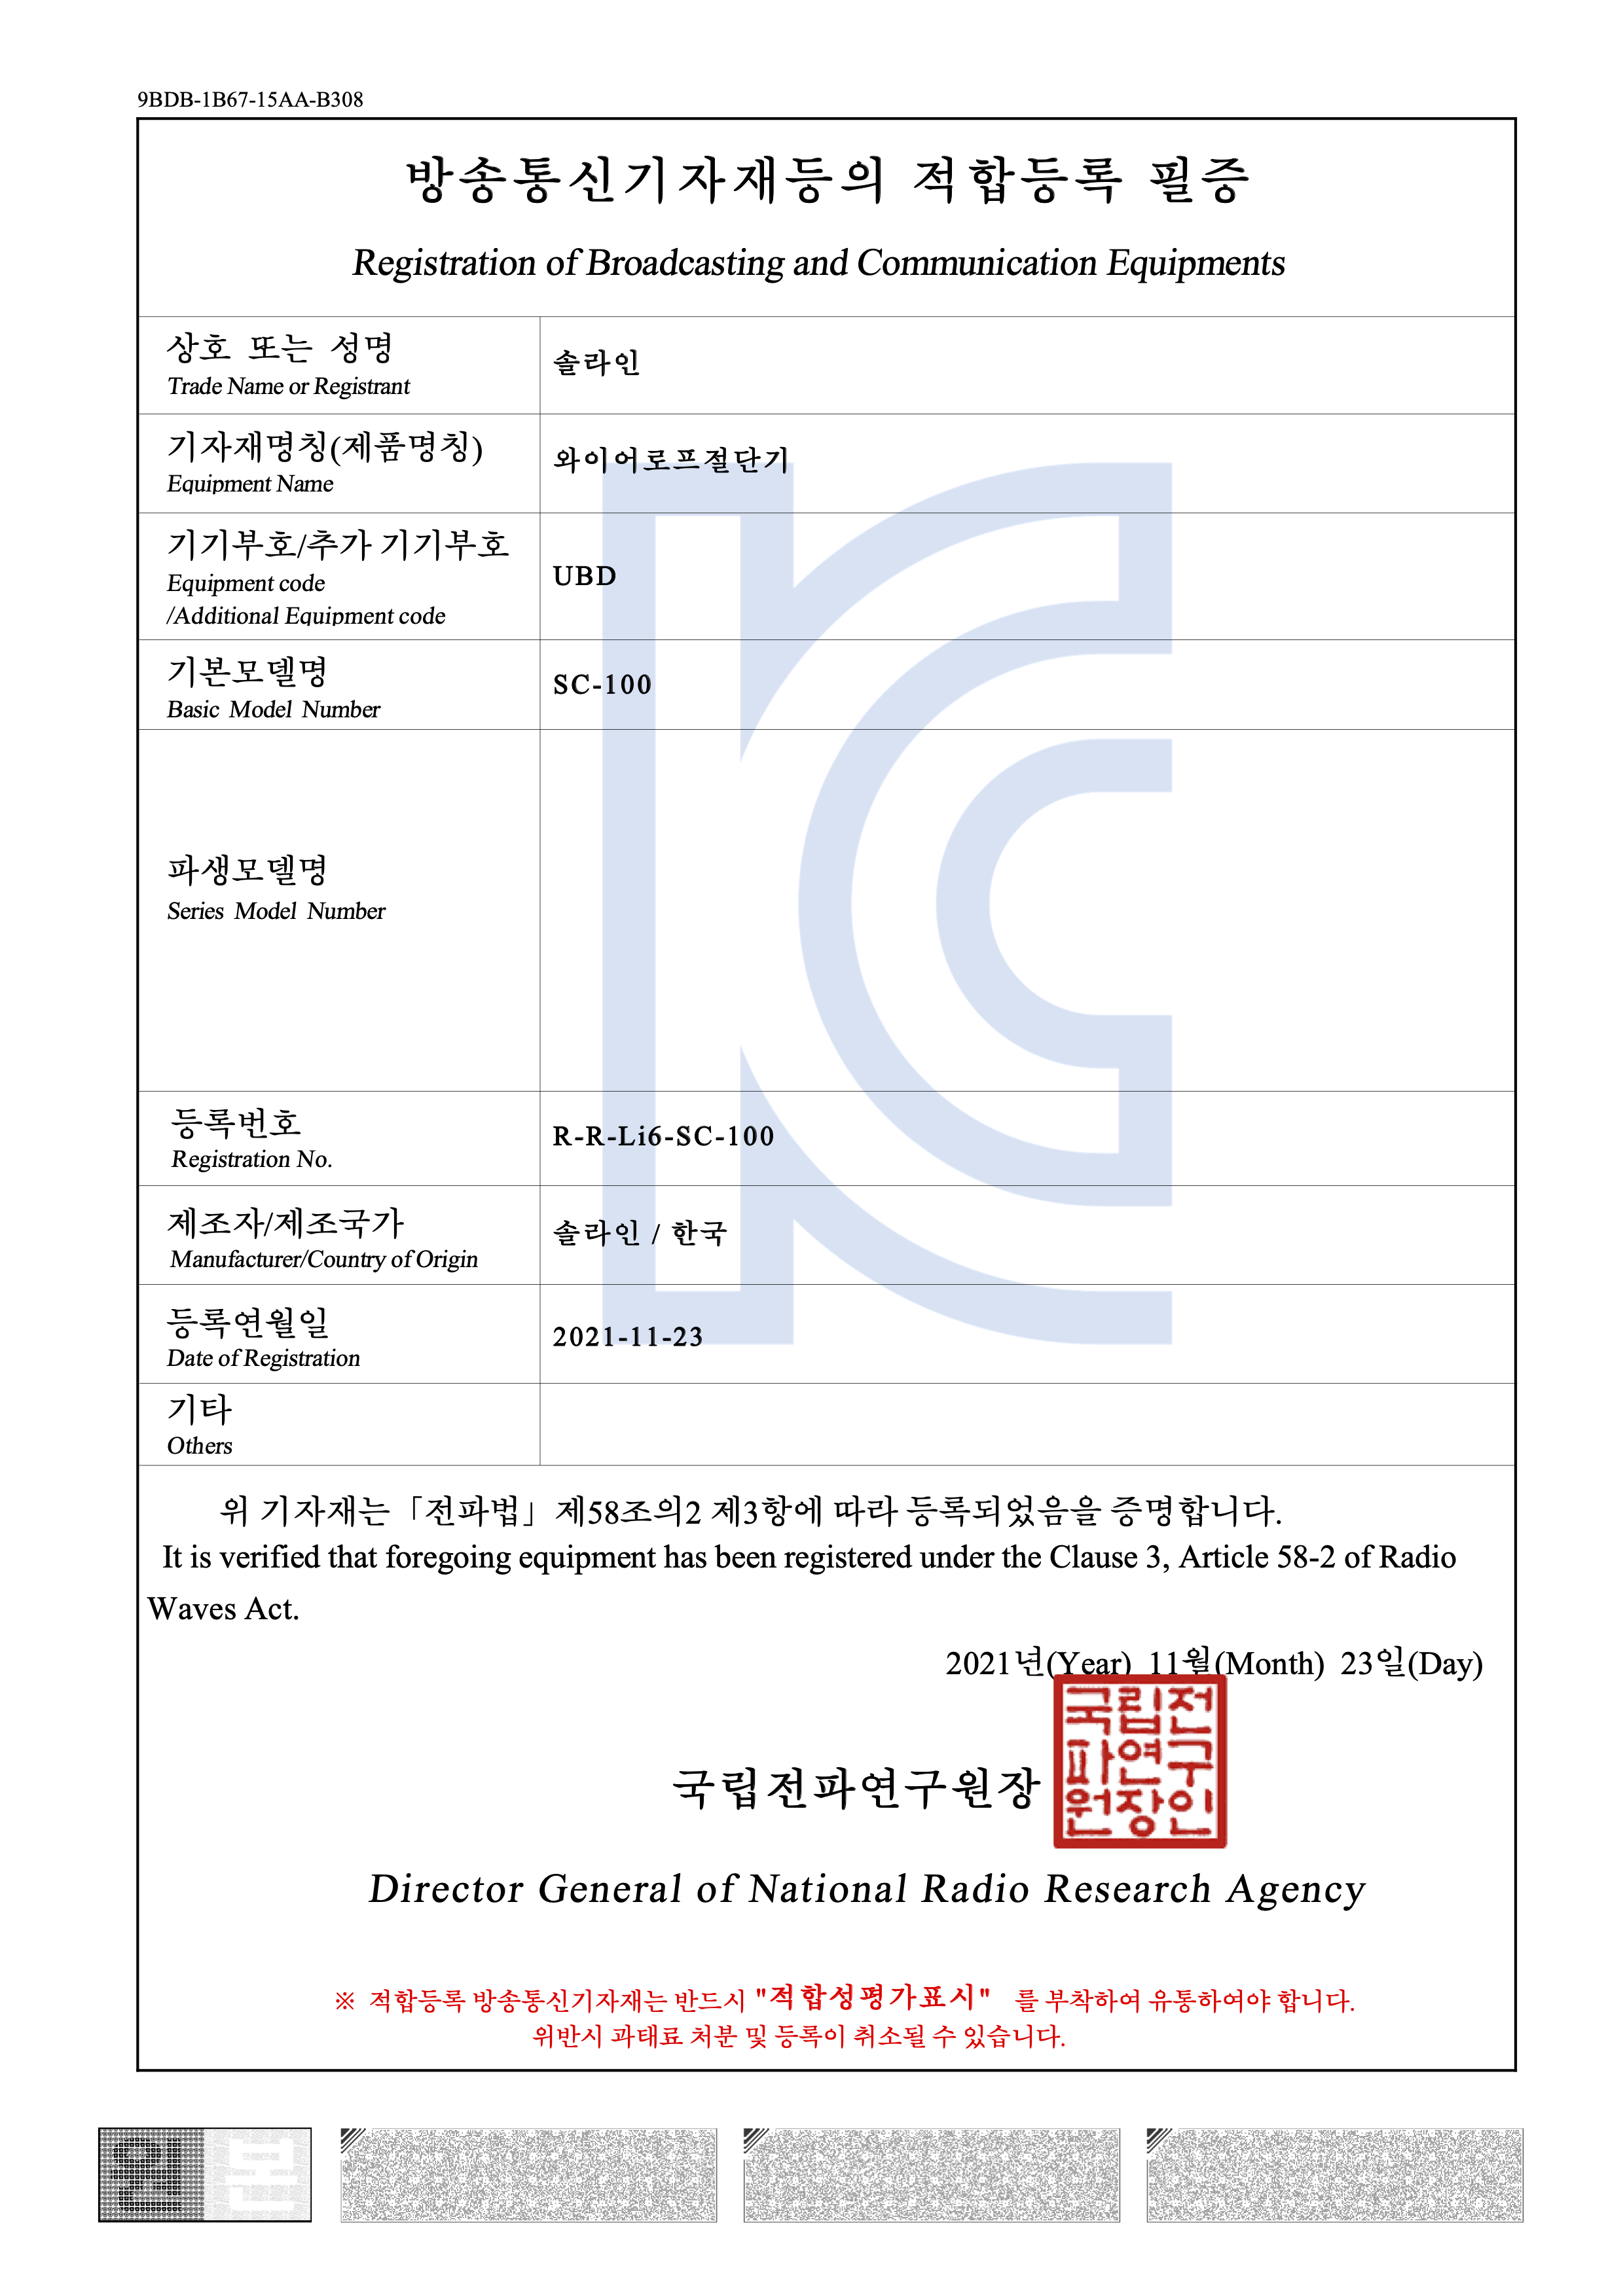 9BDB-1B67-15AA-B308
방송통신기자재등의 적합등록 필증
Registration of Broadcasting and Communication Equipments
상호 또는 성명
Trade Name or Registrant
솔라인
기자재명칭(제품명칭)
Equipment Name
와이어로프절단기
기기부호/추가 기기부호
Equipment code
/Additional Equipment code
UBD
기본모델명
Basic Model Number
SC-100
파생모델명
Series Model Number
등록번호
Registration No.
R-R-Li6-SC-100
제조자/제조국가
Manufacturer/Country of Origin
솔라인 / 한국
등록연월일
Date of Registration
2021-11-23
기타
Others
위 기자재는「전파법」제58조의2 제3항에 따라 등록되었음을 증명합니다.
It is verified that foregoing equipment has been registered under the Clause 3, Article 58-2 of Radio
Waves Act.
2021년(Year) 11월(Month) 23일(Day)
국립전파연구원장
국립전
파연구
원장인
Director General of National Radio Research Agency
※ 적합등록 방송통신기자재는 반드시 "적합성평가표시" 를 부착하여 유통하여야 합니다.
위반시 과태료 처분 및 등록이 취소될 수 있습니다.
원본